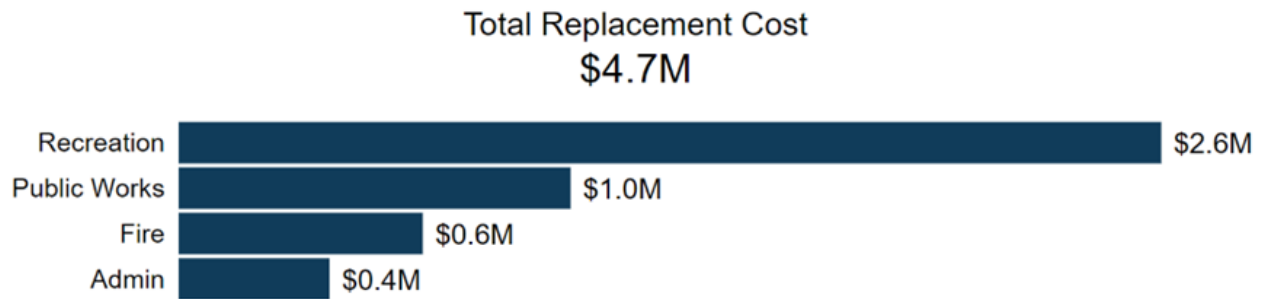 Total Replacement Cost
$4.7M
Recreation $2.6M
Public Works $1.0M
Fire $0.6M
Admin $0.4M